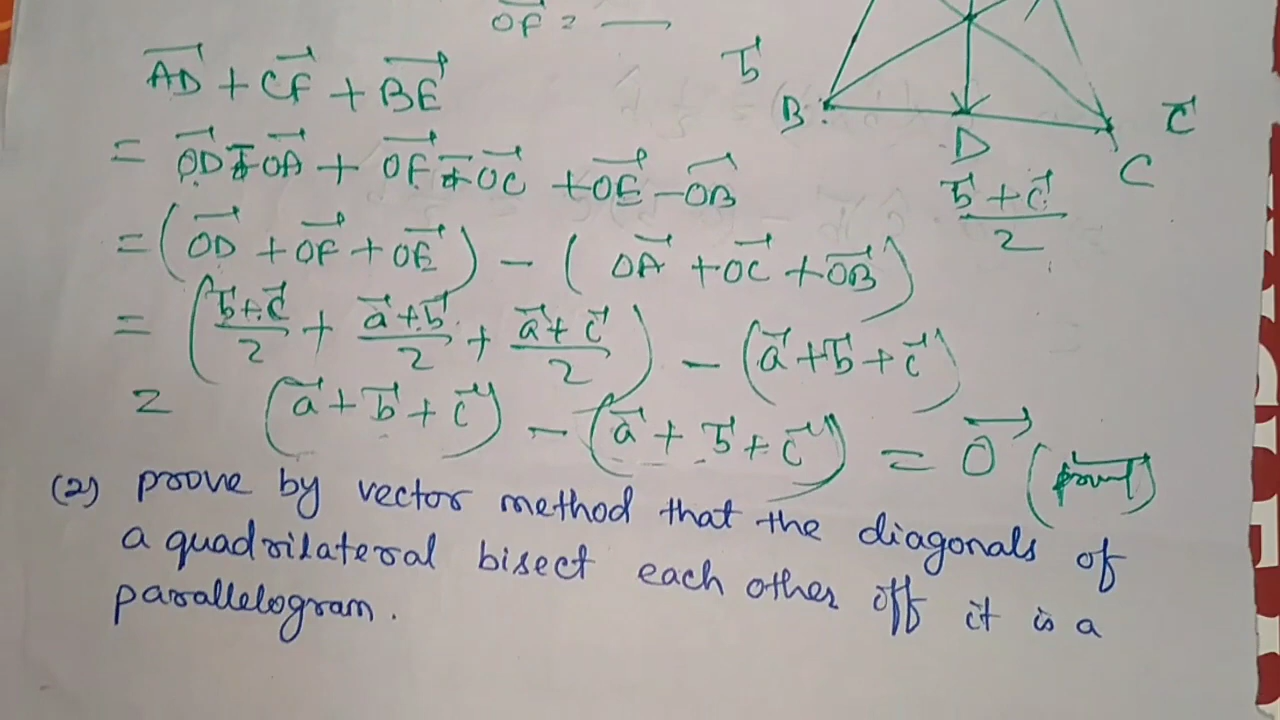 OF = —
AD + CF + BE
= OD - OA + OF - OC + OE - OB
= (OD + OF + OE) - (OA + OC + OB)
= (b+c/2 + a+b/2 + a+c/2) - (a+b+c)
= (a+b+c) - (a+b+c) = 0 (proved)
b
B
D
C
c
b+c/2
(2) prove by vector method that the diagonals of
a quadrilateral bisect each other iff it is a
parallelogram.